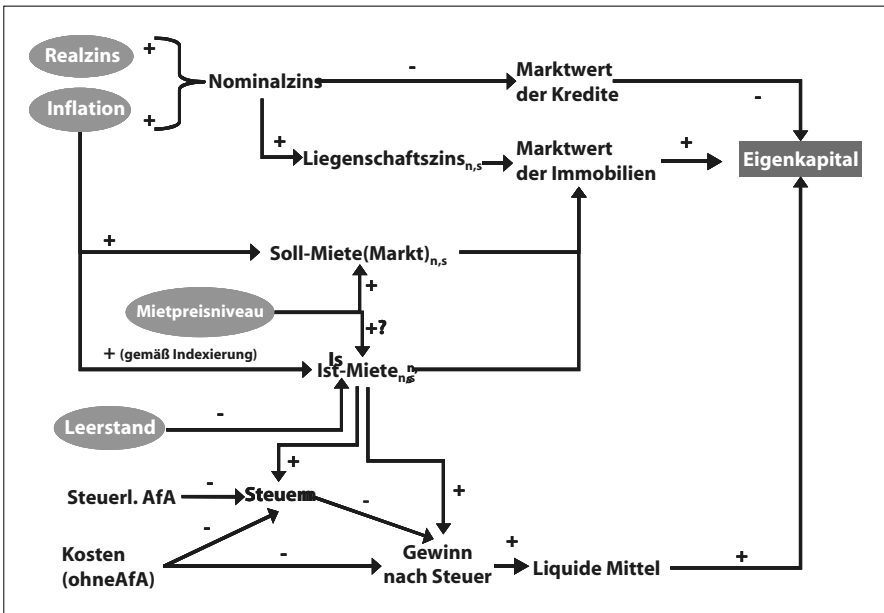 Realzins
+
Inflation
+
Nominalzins
-
Marktwert
der Kredite
-
+
Liegenschaftszins n,s
Marktwert
der Immobilien
+
Eigenkapital
+
Soll-Miete(Markt) n,s
+
Mietpreisniveau
+?
+ (gemäß Indexierung)
Ist-Miete n,s
Leerstand
-
+
Steuerl. AfA
-
Steuern
-
+
-
Kosten
(ohneAfA)
-
Gewinn
nach Steuer
+
Liquide Mittel
+